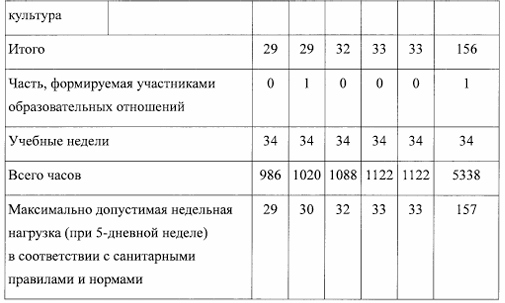 культура
Итого 29 29 32 33 33 156
Часть, формируемая участниками 0 1 0 0 0 1
образовательных отношений
Учебные недели 34 34 34 34 34 34
Всего часов 986 1020 1088 1122 1122 5338
Максимально допустимая недельная 29 30 32 33 33 157
нагрузка (при 5-дневной неделе)
в соответствии с санитарными
правилами и нормами